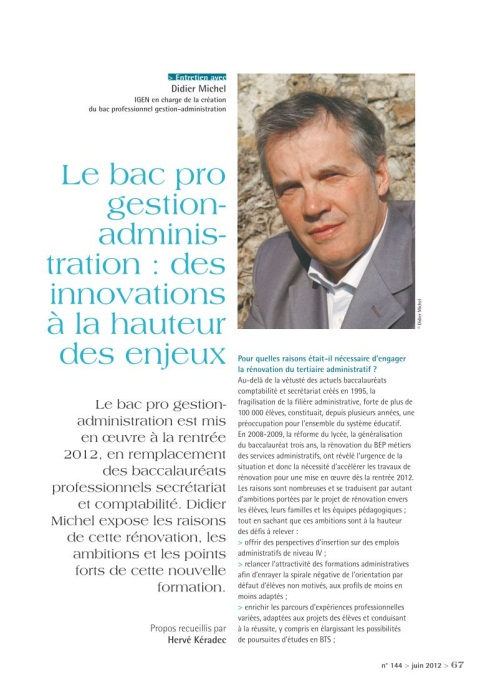 > Entretien avec
Didier Michel
IGEN en charge de la création
du bac professionnel gestion-administration
Le bac pro
gestion-
adminis-
tration : des
innovations
à la hauteur
des enjeux
Le bac pro gestion-
administration est mis
en œuvre à la rentrée
2012, en remplacement
des baccalauréats
professionnels secrétariat
et comptabilité. Didier
Michel expose les raisons
de cette rénovation, les
ambitions et les points
forts de cette nouvelle
formation.
Propos recueillis par
Hervé Kéradec
© Didier Michel
Pour quelles raisons était-il nécessaire d'engager
la rénovation du tertiaire administratif ?
Au-delà de la vétusté des actuels baccalauréats
comptabilité et secrétariat créés en 1995, la
fragilisation de la filière administrative, forte de plus de
100 000 élèves, constituait, depuis plusieurs années, une
préoccupation pour l'ensemble du système éducatif.
En 2008-2009, la réforme du lycée, la généralisation
du baccalauréat trois ans, la rénovation du BEP métiers
des services administratifs, ont révélé l'urgence de la
situation et donc la nécessité d'accélérer les travaux de
rénovation pour une mise en œuvre dès la rentrée 2012.
Les raisons sont nombreuses et se traduisent par autant
d'ambitions portées par le projet de rénovation envers
les élèves, leurs familles et les équipes pédagogiques ;
tout en sachant que ces ambitions sont à la hauteur
des défis à relever :
> offrir des perspectives d'insertion sur des emplois
administratifs de niveau IV ;
> relancer l'attractivité des formations administratives
afin d'enrayer la spirale négative de l'orientation par
défaut d'élèves non motivés, aux profils de moins en
moins adaptés ;
> enrichir les parcours d'expériences professionnelles
variées, adaptées aux projets des élèves et conduisant
à la réussite, y compris en élargissant les possibilités
de poursuites d'études en BTS ;
n° 144 > juin 2012 > 67